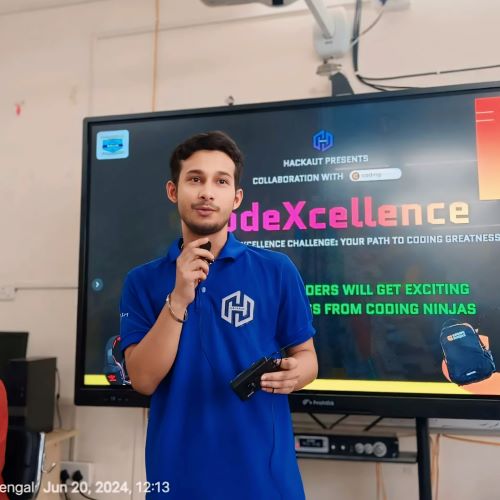 HACKAUT PRESENTS
COLLABORATION WITH coding
odeXcellence
XCELLENCE CHALLENGE: YOUR PATH TO CODING GREATNESS
DERS WILL GET EXCITING
S FROM CODING NINJAS
engal Jun 20, 2024, 12:13